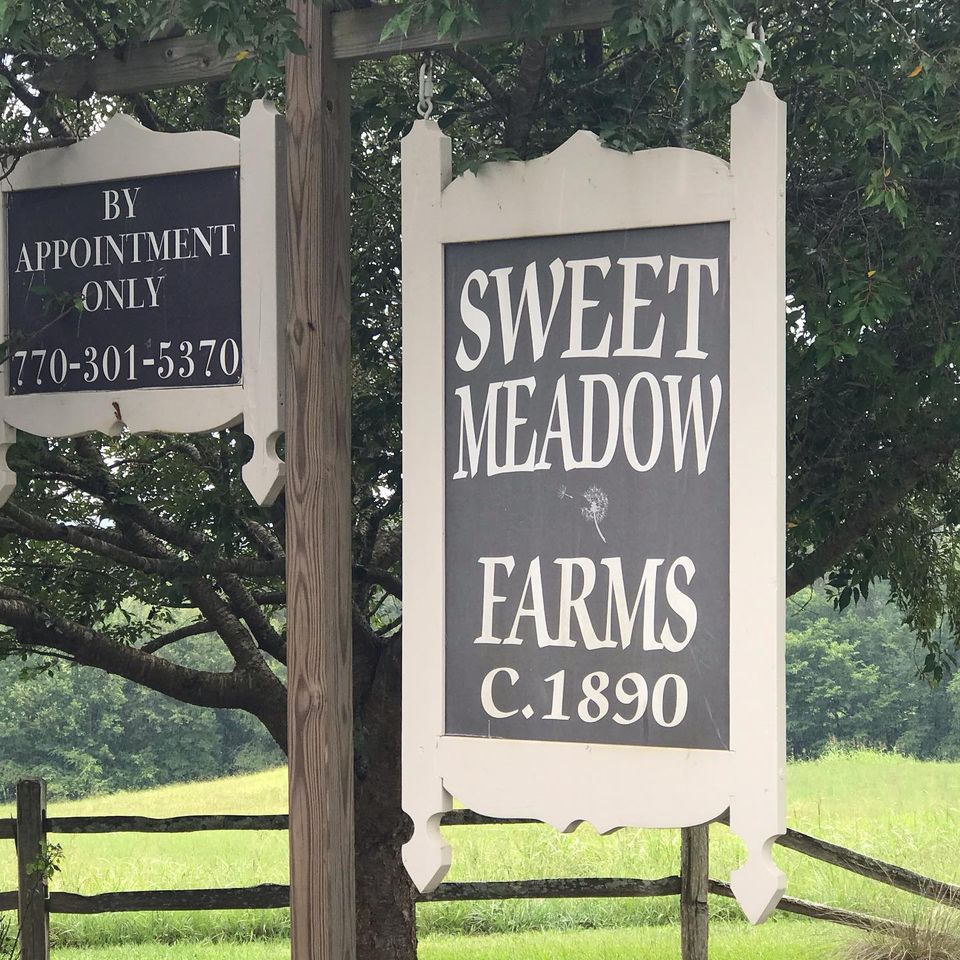 BY
APPOINTMENT
ONLY
770-301-5370
SWEET
MEADOW
FARMS
C.1890